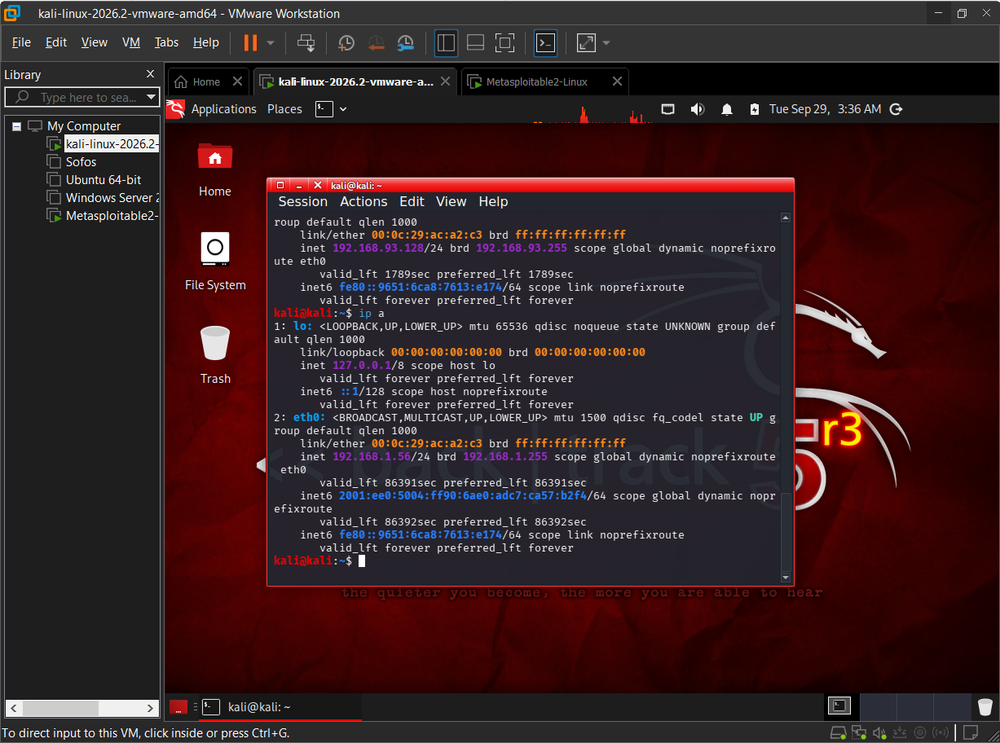 kali-linux-2026.2-vmware-amd64 - VMware Workstation
File Edit View VM Tabs Help
Library
Type here to sea...
My Computer
kali-linux-2026.2-
Sofos
Ubuntu 64-bit
Windows Server 2
Metasploitable2-
Home
kali-linux-2026.2-vmware-a...
Metasploitable2-Linux
Applications Places
Tue Sep 29, 3:36 AM
Home
File System
Trash
kali@kali: ~
Session Actions Edit View Help
roup default qlen 1000
link/ether 00:0c:29:ac:a2:c3 brd ff:ff:ff:ff:ff:ff
inet 192.168.93.128/24 brd 192.168.93.255 scope global dynamic noprefixro
ute eth0
valid_lft 1789sec preferred_lft 1789sec
inet6 fe80::9651:6ca8:7613:e174/64 scope link noprefixroute
valid_lft forever preferred_lft forever
kali@kali:~$ ip a
1: lo: <LOOPBACK,UP,LOWER_UP> mtu 65536 qdisc noqueue state UNKNOWN group def
ault qlen 1000
link/loopback 00:00:00:00:00:00 brd 00:00:00:00:00:00
inet 127.0.0.1/8 scope host lo
valid_lft forever preferred_lft forever
inet6 ::1/128 scope host noprefixroute
valid_lft forever preferred_lft forever
2: eth0: <BROADCAST,MULTICAST,UP,LOWER_UP> mtu 1500 qdisc fq_codel state UP g
roup default qlen 1000
link/ether 00:0c:29:ac:a2:c3 brd ff:ff:ff:ff:ff:ff
inet 192.168.1.56/24 brd 192.168.1.255 scope global dynamic noprefixroute
eth0
valid_lft 86391sec preferred_lft 86391sec
inet6 2001:ee0:5004:ff90:6ae0:adc7:ca57:b2f4/64 scope global dynamic nopr
efixroute
valid_lft 86392sec preferred_lft 86392sec
inet6 fe80::9651:6ca8:7613:e174/64 scope link noprefixroute
valid_lft forever preferred_lft forever
kali@kali:~$
<< back | track 5
r3
the quieter you become, the more you are able to hear
kali@kali: ~
To direct input to this VM, click inside or press Ctrl+G.